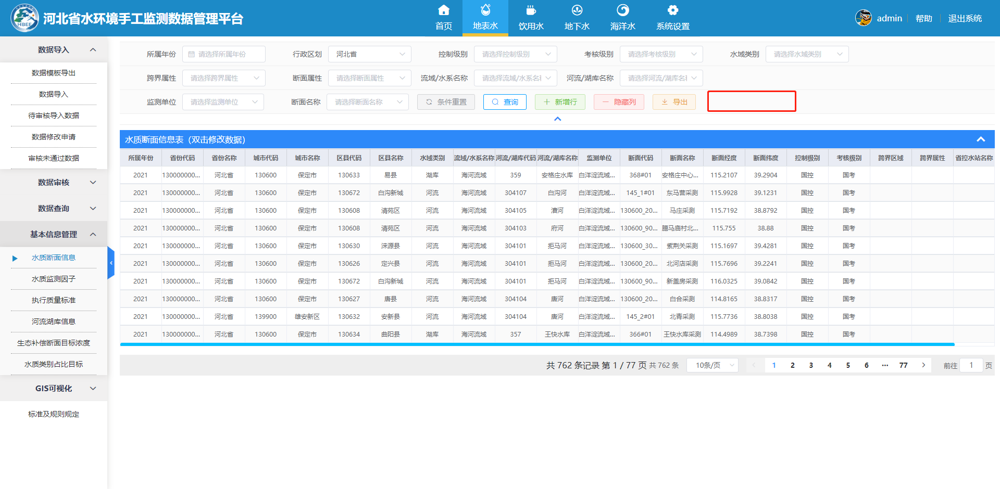 河北省水环境手工监测数据管理平台
首页 地表水 饮用水 地下水 海洋水 系统设置
admin 帮助 退出系统
数据导入
数据模板导出
数据导入
待审核导入数据
数据修改申请
审核未通过数据
数据审核
数据查询
基本信息管理
水质断面信息
水质监测因子
执行质量标准
河流湖库信息
生态补偿断面目标浓度
水质类别占比目标
GIS可视化
标准及规则规定
所属年份 请选择所属年份 行政区划 河北省 控制级别 请选择控制级别 考核级别 请选择考核级别 水域类别 请选择水域类别
跨界属性 请选择跨界属性 断面属性 请选择断面属性 流域/水系名称 请选择流域/水系名 河流/湖库名称 请选择河流/湖库名
监测单位 请选择监测单位 断面名称 请选择断面名称 条件重置 查询 新增行 隐藏列 导出
水质断面信息表（双击修改数据）
所属年份 省份代码 省份名称 城市代码 城市名称 区县代码 区县名称 水域类别 流域/水系名称 河流/湖库代码 河流/湖库名称 监测单位 断面代码 断面名称 断面经度 断面纬度 控制级别 考核级别 跨界区域 跨界属性 省控水站名称
2021 130000000... 河北省 130600 保定市 130633 易县 湖库 海河流域 359 安格庄水库 白洋淀流域... 368#01 安格庄中心... 115.2107 39.2904 国控 国考
2021 130000000... 河北省 130600 保定市 130672 白沟新城 河流 海河流域 304107 白沟河 白洋淀流域... 145_1#01 东马营采测 115.9928 39.1231 国控 国考
2021 130000000... 河北省 130600 保定市 130608 清苑区 河流 海河流域 304105 漕河 白洋淀流域... 130600_20... 马庄采测 115.7192 38.8792 国控 国考
2021 130000000... 河北省 130600 保定市 130608 清苑区 河流 海河流域 304103 府河 白洋淀流域... 130600_90... 膳马庙村北... 115.755 38.88 国控 国考
2021 130000000... 河北省 130600 保定市 130630 涞源县 河流 海河流域 304101 拒马河 白洋淀流域... 130600_30... 紫荆关采测 115.1697 39.4281 国控 国考
2021 130000000... 河北省 130600 保定市 130626 定兴县 河流 海河流域 304101 拒马河 白洋淀流域... 130600_20... 北河店采测 115.7696 39.2241 国控 国考
2021 130000000... 河北省 130600 保定市 130672 白沟新城 河流 海河流域 304101 拒马河 白洋淀流域... 130600_90... 新盖房采测 116.0325 39.0842 国控 国考
2021 130000000... 河北省 130600 保定市 130627 唐县 河流 海河流域 304104 唐河 白洋淀流域... 130600_20... 白合采测 114.8165 38.8317 国控 国考
2021 130000000... 河北省 139900 雄安新区 130632 安新县 河流 海河流域 304104 唐河 白洋淀流域... 145_2#01 北青采测 115.7736 38.8038 国控 国考
2021 130000000... 河北省 130600 保定市 130634 曲阳县 湖库 海河流域 357 王快水库 白洋淀流域... 366#01 王快水库采测 114.4989 38.7398 国控 国考
共 762 条记录 第 1 / 77 页 共 762 条 10条/页 1 2 3 4 5 6 ··· 77 前往 1 页